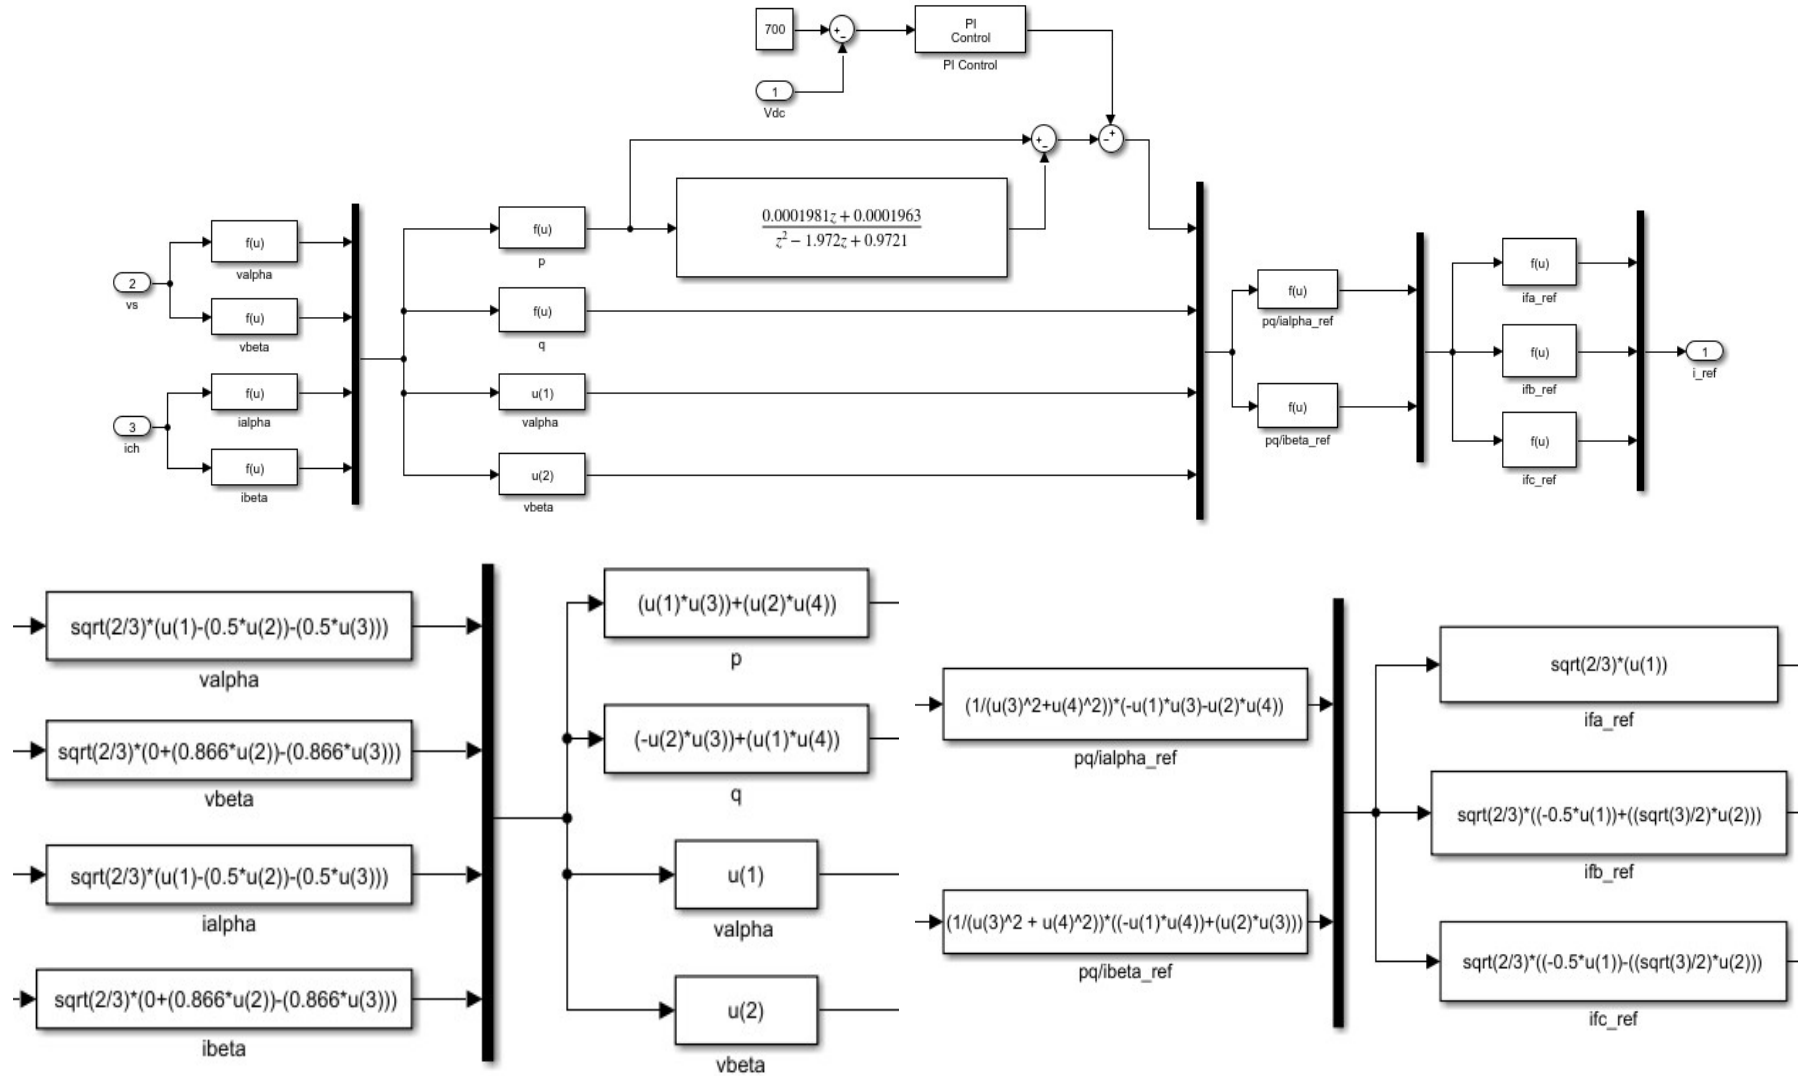 700
+
−
PI
Control
PI Control
1
Vdc
+
−
+
−
2
vs
3
ich
f(u)
valpha
f(u)
vbeta
f(u)
ialpha
f(u)
ibeta
f(u)
p
0.0001981z + 0.0001963
z² − 1.972z + 0.9721
f(u)
q
u(1)
valpha
u(2)
vbeta
f(u)
pq/ialpha_ref
f(u)
pq/ibeta_ref
f(u)
ifa_ref
f(u)
ifb_ref
f(u)
ifc_ref
1
i_ref
sqrt(2/3)*(u(1)-(0.5*u(2))-(0.5*u(3)))
valpha
sqrt(2/3)*(0+(0.866*u(2))-(0.866*u(3)))
vbeta
sqrt(2/3)*(u(1)-(0.5*u(2))-(0.5*u(3)))
ialpha
sqrt(2/3)*(0+(0.866*u(2))-(0.866*u(3)))
ibeta
(u(1)*u(3))+(u(2)*u(4))
p
(-u(2)*u(3))+(u(1)*u(4))
q
u(1)
valpha
u(2)
vbeta
(1/(u(3)^2+u(4)^2))*(-u(1)*u(3)-u(2)*u(4))
pq/ialpha_ref
(1/(u(3)^2 + u(4)^2))*((-u(1)*u(4))+(u(2)*u(3)))
pq/ibeta_ref
sqrt(2/3)*(u(1))
ifa_ref
sqrt(2/3)*((-0.5*u(1))+((sqrt(3)/2)*u(2)))
ifb_ref
sqrt(2/3)*((-0.5*u(1))-((sqrt(3)/2)*u(2)))
ifc_ref